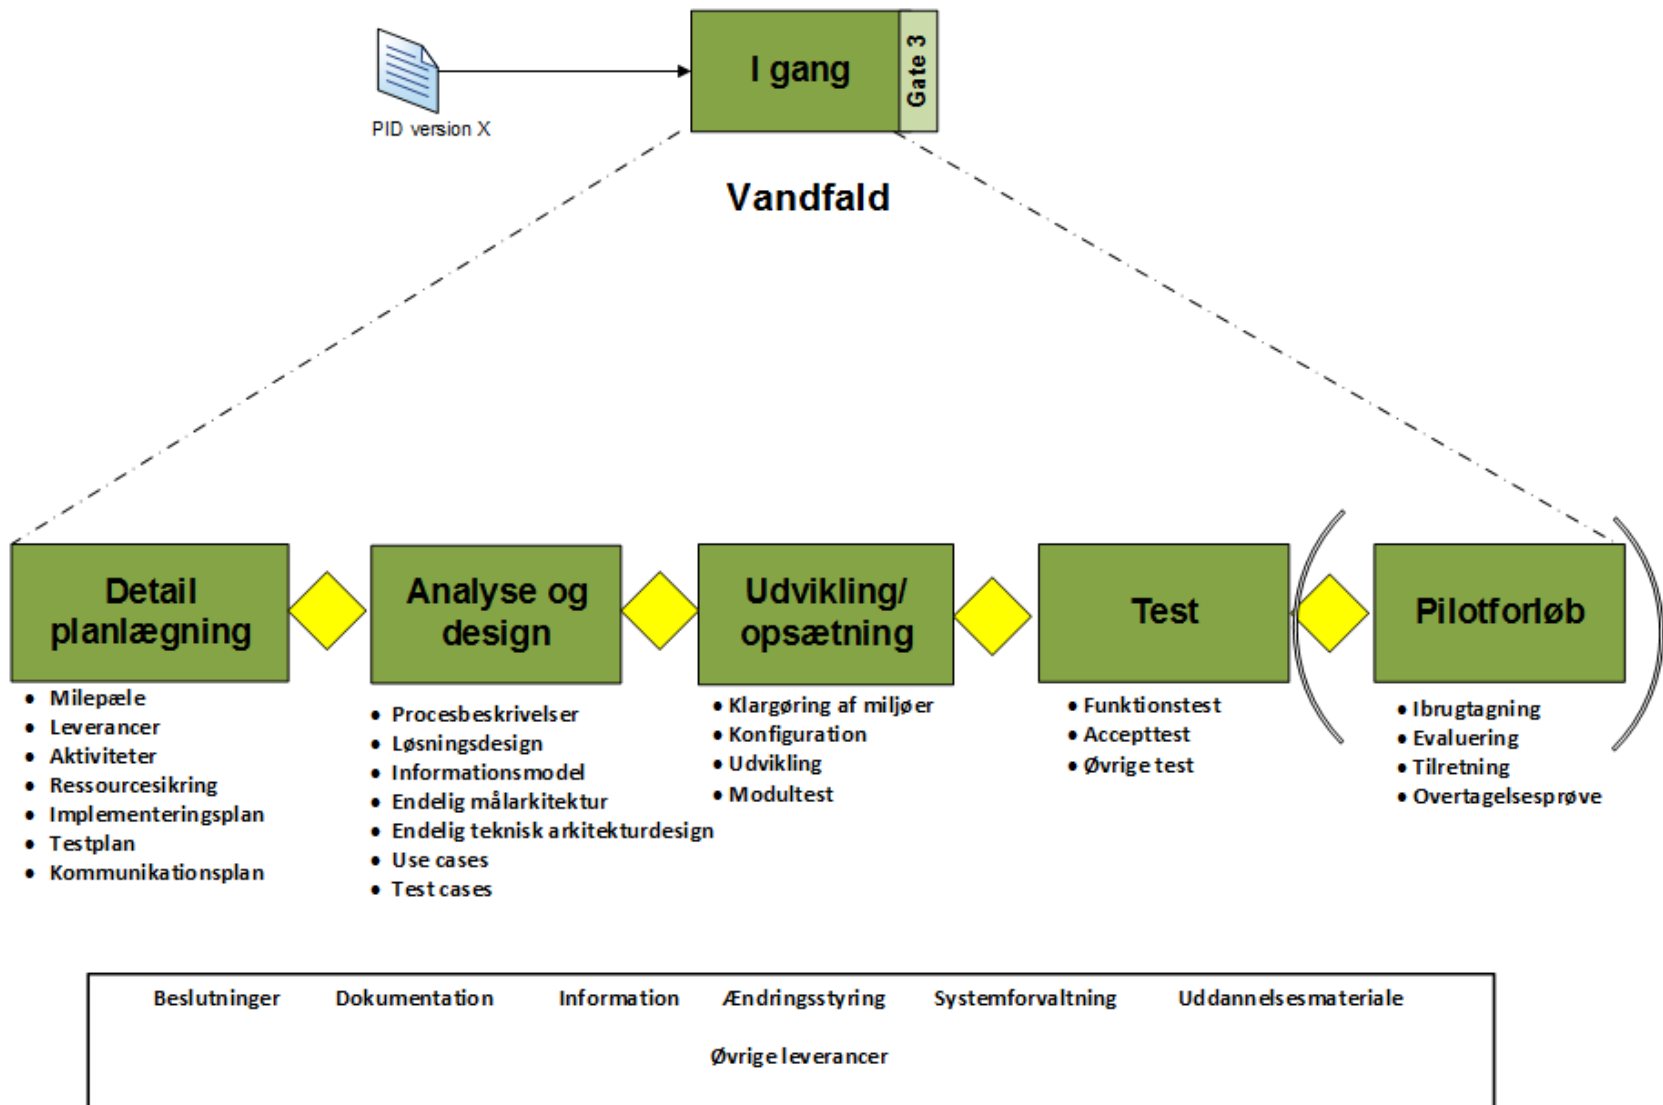 I gang
Gate 3
PID version X
Vandfald
Detail
planlægning
• Milepæle
• Leverancer
• Aktiviteter
• Ressourcesikring
• Implementeringsplan
• Testplan
• Kommunikationsplan
Analyse og
design
• Procesbeskrivelser
• Løsningsdesign
• Informationsmodel
• Endelig målarkitektur
• Endelig teknisk arkitekturdesign
• Use cases
• Test cases
Udvikling/
opsætning
• Klargøring af miljøer
• Konfiguration
• Udvikling
• Modultest
Test
• Funktionstest
• Accepttest
• Øvrige test
Pilotforløb
• Ibrugtagning
• Evaluering
• Tilretning
• Overtagelsesprøve
Beslutninger Dokumentation Information Ændringsstyring Systemforvaltning Uddannelsesmateriale
Øvrige leverancer